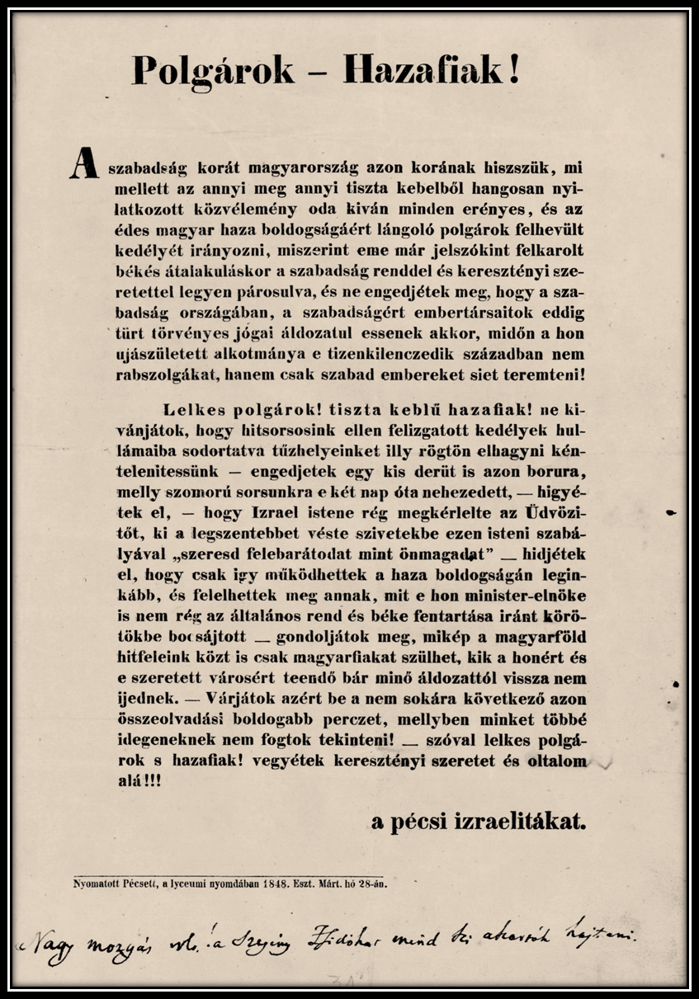 Polgárok – Hazafiak!
A szabadság korát magyarország azon korának hiszszük, mi
mellett az annyi meg annyi tiszta kebelből hangosan nyi-
latkozott közvélemény oda kiván minden erényes, és az
édes magyar haza boldogságáért lángoló polgárok felhevült
kedélyét irányozni, miszerint eme már jelszókint felkarolt
békés átalakuláskor a szabadság renddel és keresztényi sze-
retettel legyen párosulva, és ne engedjétek meg, hogy a sza-
badság országában, a szabadságért embertársaitok eddig
türt törvényes jógai áldozatul essenek akkor, midőn a hon
ujászületett alkotmánya e tizenkilenczedik században nem
rabszolgákat, hanem csak szabad embereket siet teremteni!
Lelkes polgárok! tiszta keblű hazafiak! ne ki-
vánjátok, hogy hitsorsosink ellen felizgatott kedélyek hul-
lámaiba sodortatva tűzhelyeinket illy rögtön elhagyni kén-
telenitessünk — engedjetek egy kis derüt is azon borura,
melly szomorú sorsunkra e két nap óta nehezedett, — higyé-
tek el, — hogy Izrael istene rég megkérlelte az Üdvözi-
tőt, ki a legszentebbet véste szivetekbe ezen isteni szabá-
lyával „szeresd felebarátodat mint önmagadat” — hidjétek
el, hogy csak igy működhettek a haza boldogságán legin-
kább, és felelhettek meg annak, mit e hon minister-elnöke
is nem rég az általános rend és béke fentartása iránt körö-
tökbe bocsájtott — gondoljátok meg, mikép a magyarföld
hitfeleink közt is csak magyarfiakat szülhet, kik a honért és
e szeretett városért teendő bár minő áldozattól vissza nem
ijednek. — Várjátok azért be a nem sokára következő azon
összeolvadási boldogabb perczet, mellyben minket többé
idegeneknek nem fogtok tekinteni! — szóval lelkes polgá-
rok s hazafiak! vegyétek keresztényi szeretet és oltalom
alá!!!
a pécsi izraelitákat.
Nyomatott Pécsett, a lyceumi nyomdában 1848. Eszt. Márt. hó 28-án.
Nagy mozgás vol! a Szegény Zsidókat mind ki akarták hajtani.